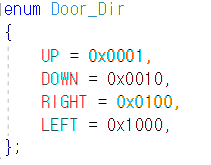 enum Door_Dir
{
UP = 0x0001,
DOWN = 0x0010,
RIGHT = 0x0100,
LEFT = 0x1000,
};